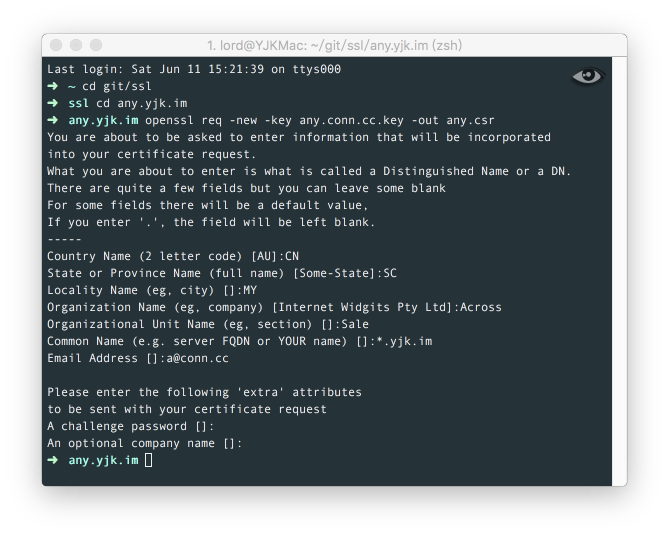 1. lord@YJKMac: ~/git/ssl/any.yjk.im (zsh)
Last login: Sat Jun 11 15:21:39 on ttys000
➜ ~ cd git/ssl
➜ ssl cd any.yjk.im
➜ any.yjk.im openssl req -new -key any.conn.cc.key -out any.csr
You are about to be asked to enter information that will be incorporated
into your certificate request.
What you are about to enter is what is called a Distinguished Name or a DN.
There are quite a few fields but you can leave some blank
For some fields there will be a default value,
If you enter '.', the field will be left blank.
-----
Country Name (2 letter code) [AU]:CN
State or Province Name (full name) [Some-State]:SC
Locality Name (eg, city) []:MY
Organization Name (eg, company) [Internet Widgits Pty Ltd]:Across
Organizational Unit Name (eg, section) []:Sale
Common Name (e.g. server FQDN or YOUR name) []:*.yjk.im
Email Address []:a@conn.cc
Please enter the following 'extra' attributes
to be sent with your certificate request
A challenge password []:
An optional company name []:
➜ any.yjk.im